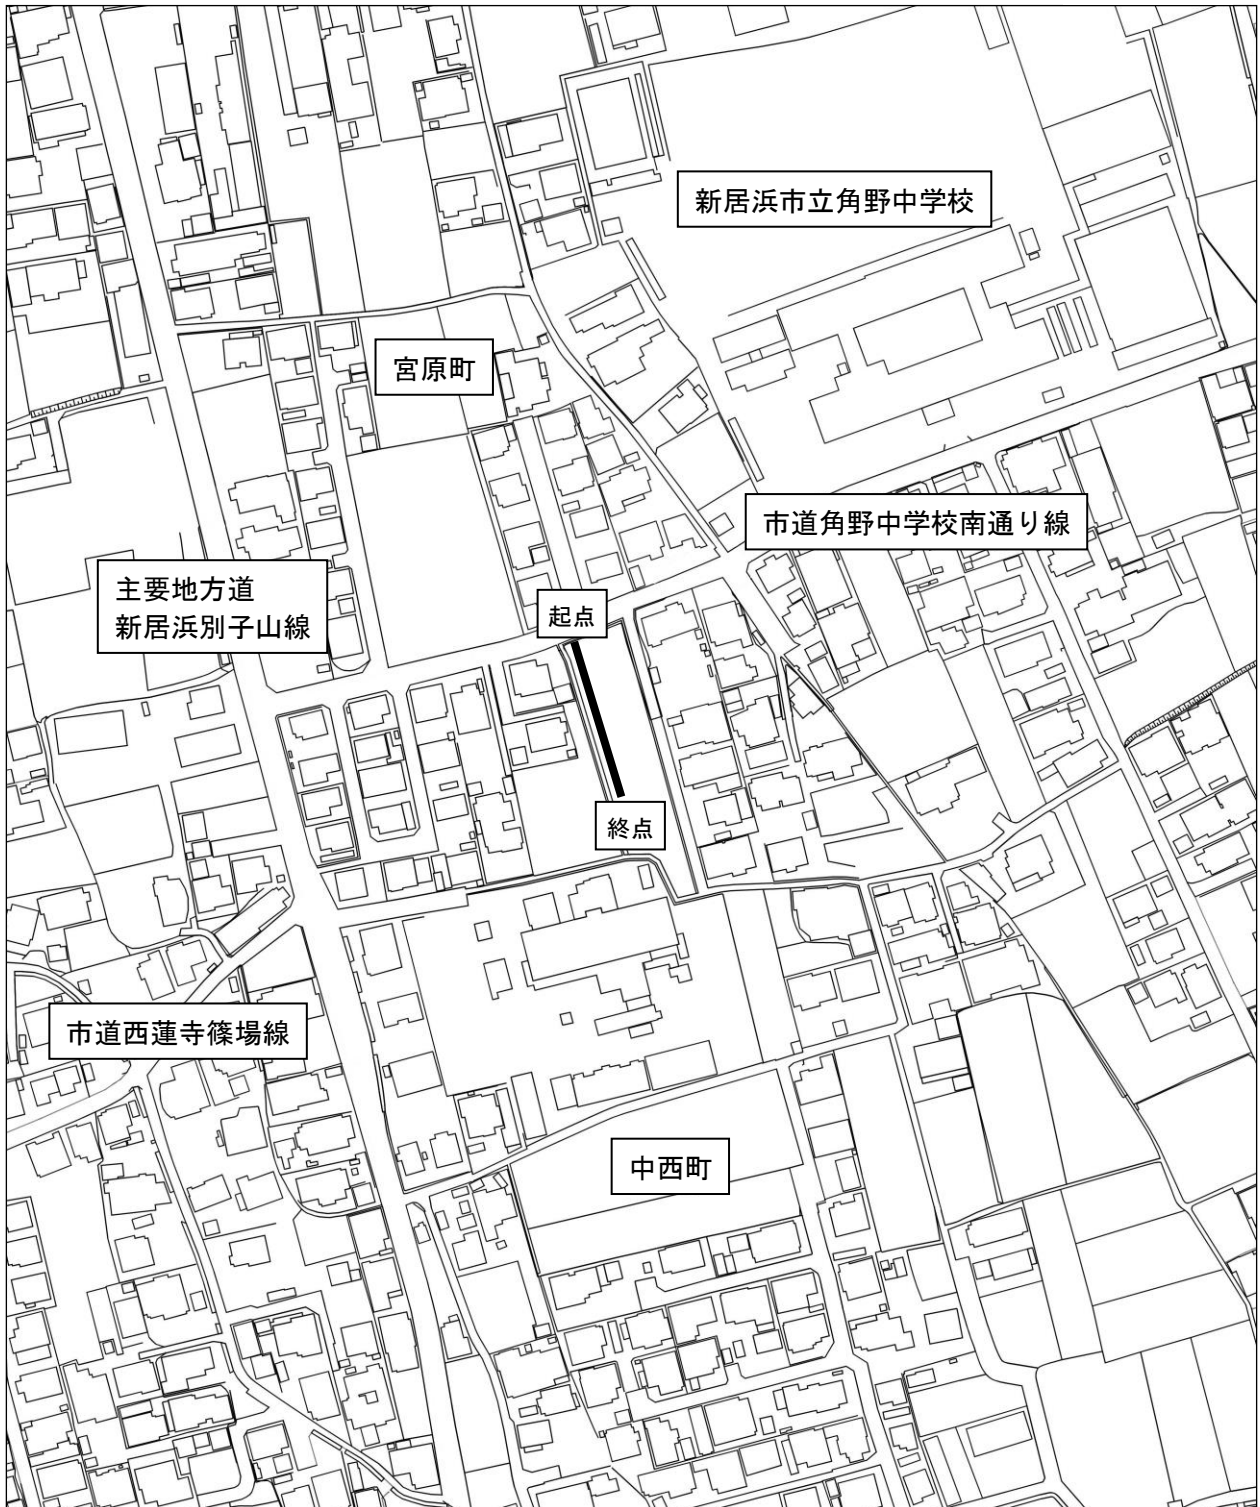 新居浜市立角野中学校
宮原町
市道角野中学校南通り線
主要地方道
新居浜別子山線
起点
終点
市道西蓮寺篠場線
中西町